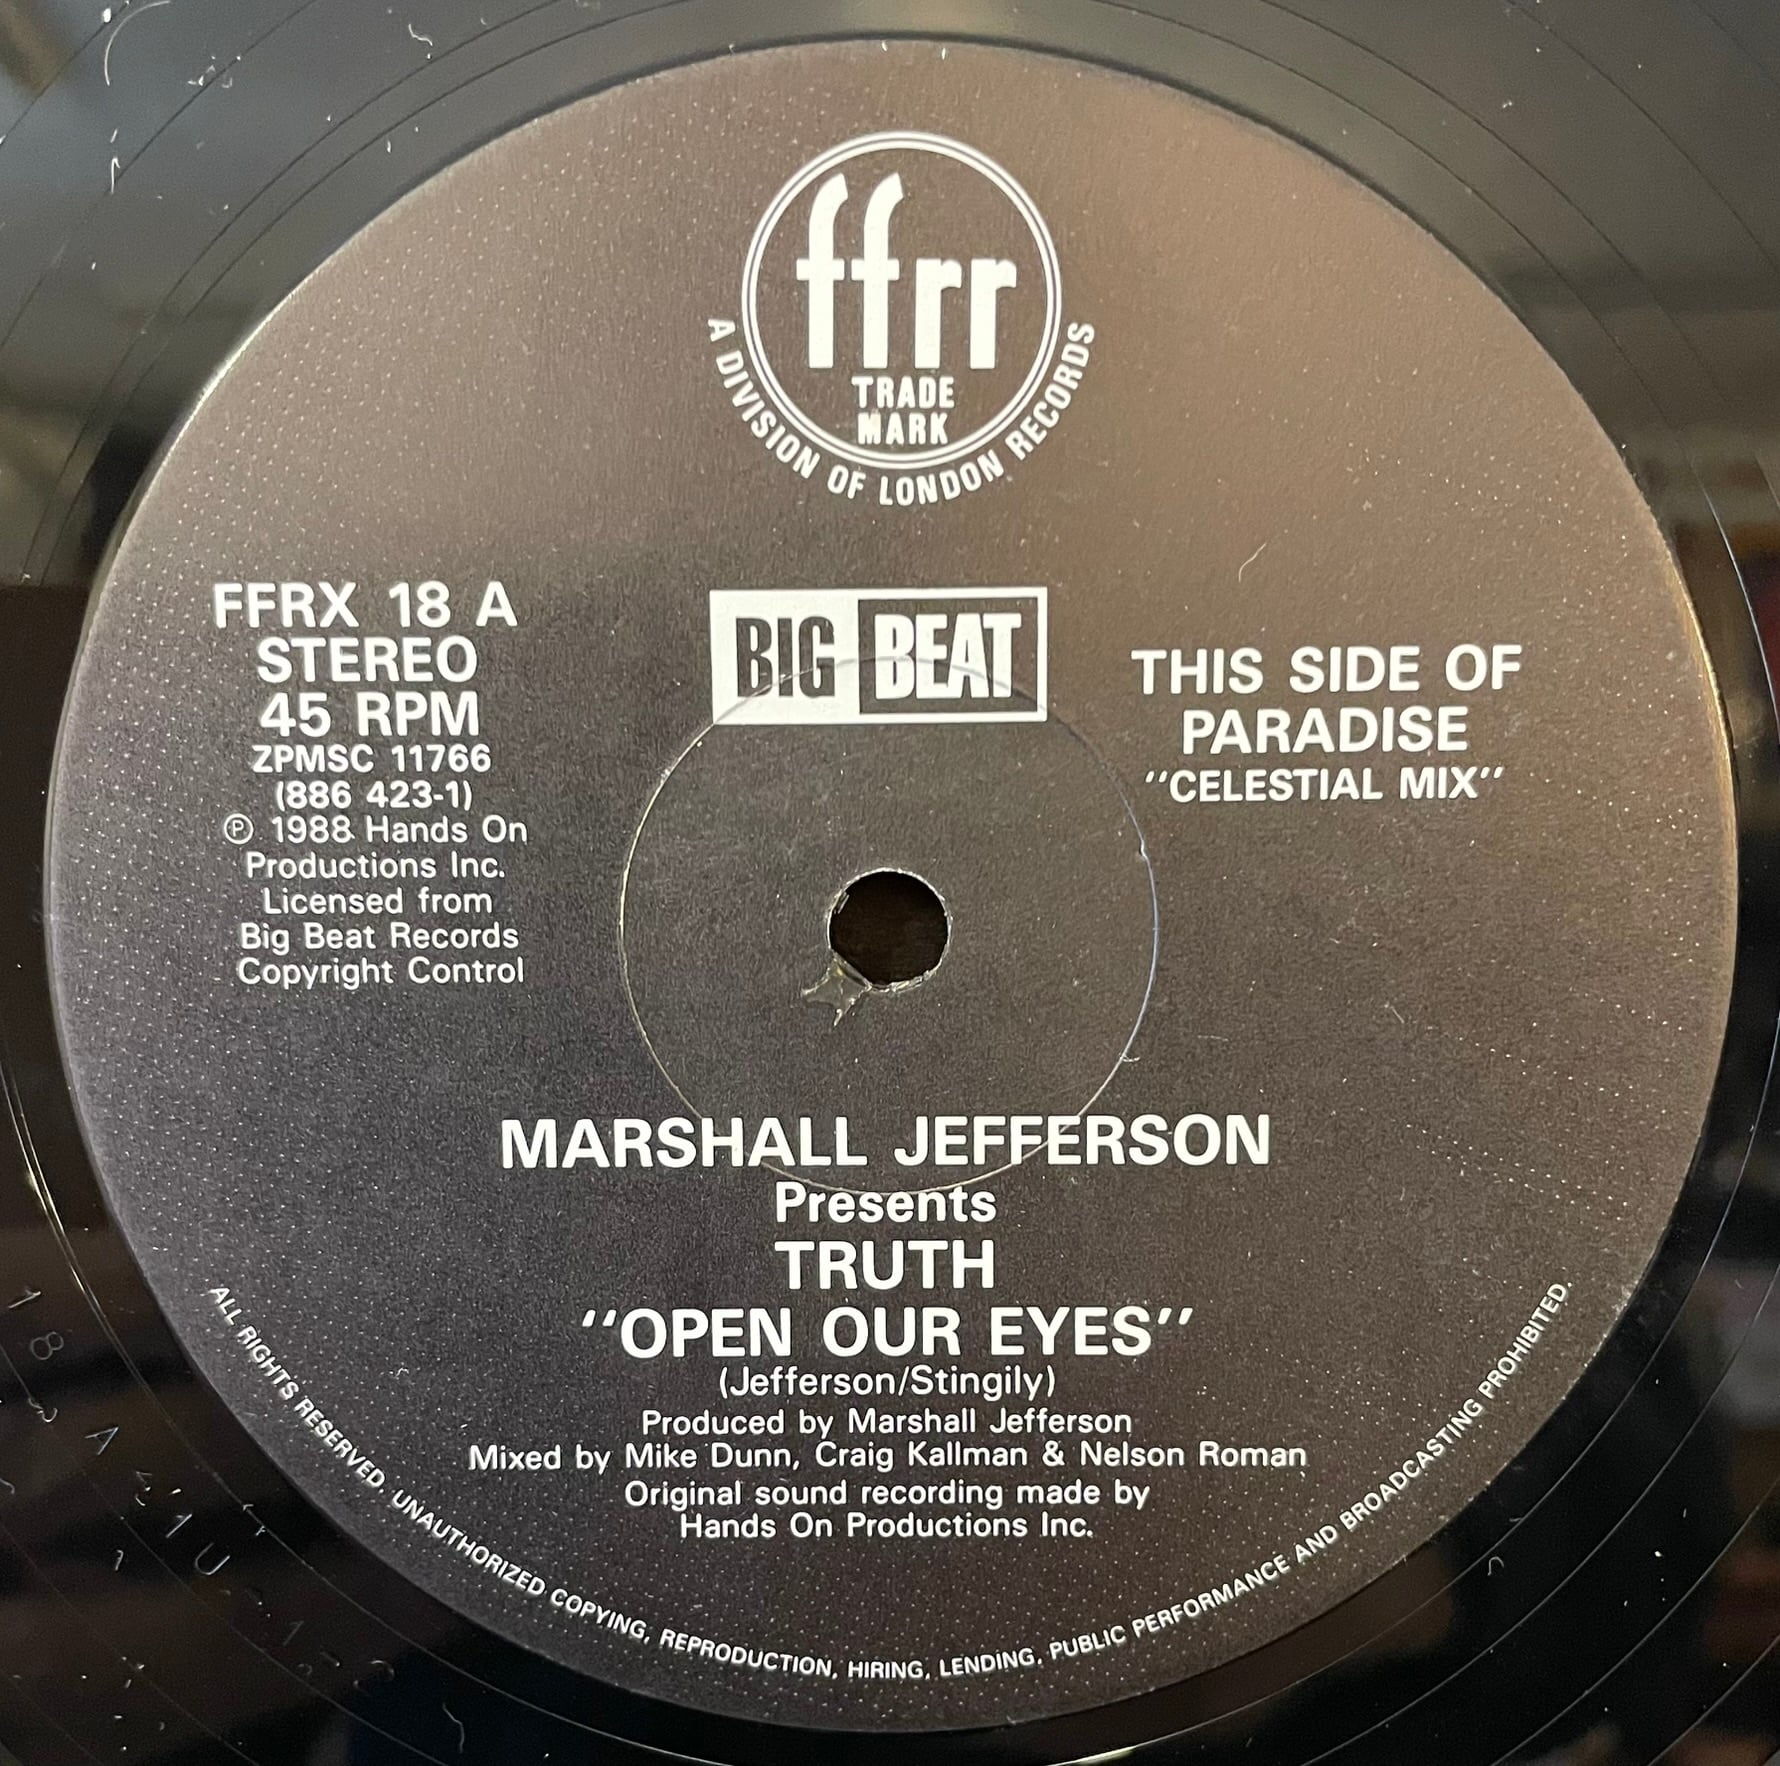 ffrr
TRADE
MARK
A DIVISION OF LONDON RECORDS
BIG BEAT
FFRX 18 A
STEREO
45 RPM
ZPMSC 11766
(886 423-1)
℗ 1988 Hands On
Productions Inc.
Licensed from
Big Beat Records
Copyright Control
THIS SIDE OF
PARADISE
"CELESTIAL MIX"
MARSHALL JEFFERSON
Presents
TRUTH
"OPEN OUR EYES"
(Jefferson/Stingily)
Produced by Marshall Jefferson
Mixed by Mike Dunn, Craig Kallman & Nelson Roman
Original sound recording made by
Hands On Productions Inc.
ALL RIGHTS RESERVED. UNAUTHORIZED COPYING, REPRODUCTION, HIRING, LENDING, PUBLIC PERFORMANCE AND BROADCASTING PROHIBITED.